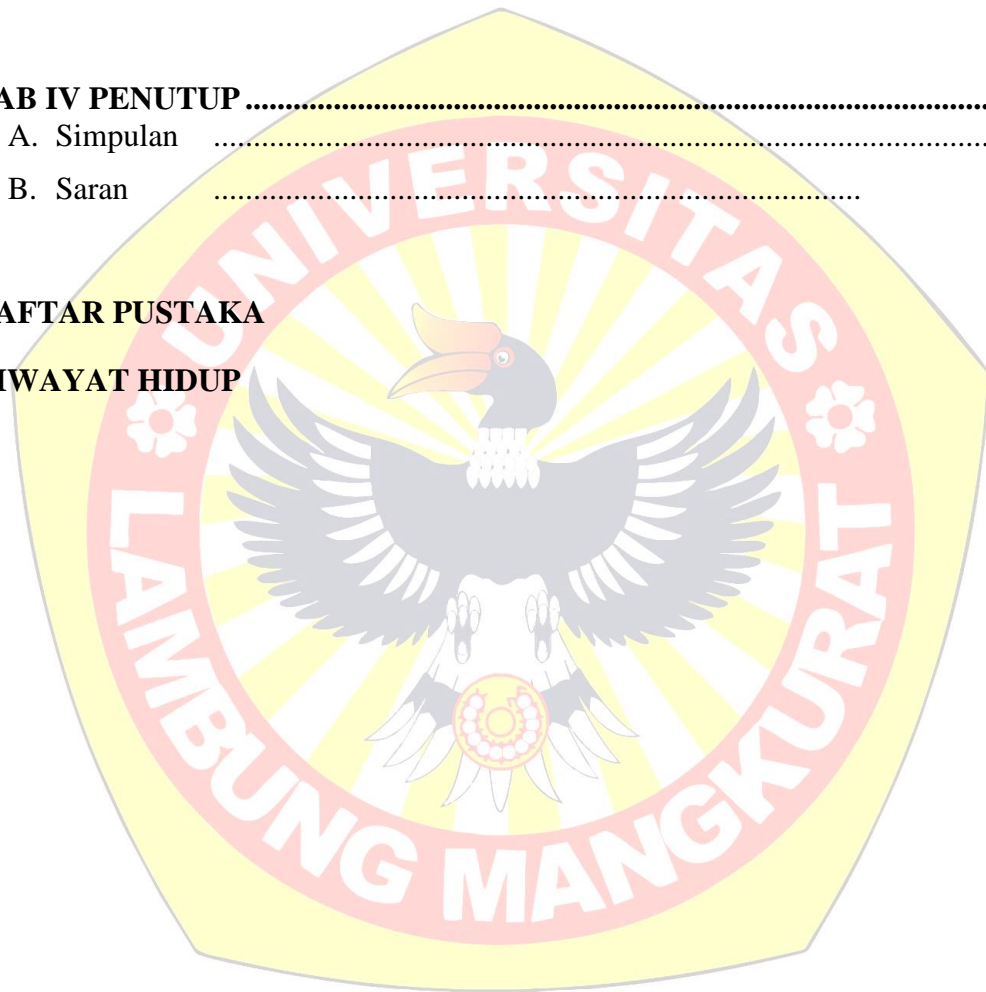 AB IV PENUTUP ........................................................................................................
A. Simpulan ........................................................................................................
B. Saran ........................................................................................
AFTAR PUSTAKA
IWAYAT HIDUP
UNIVERSITAS
LAMBUNG MANGKURAT